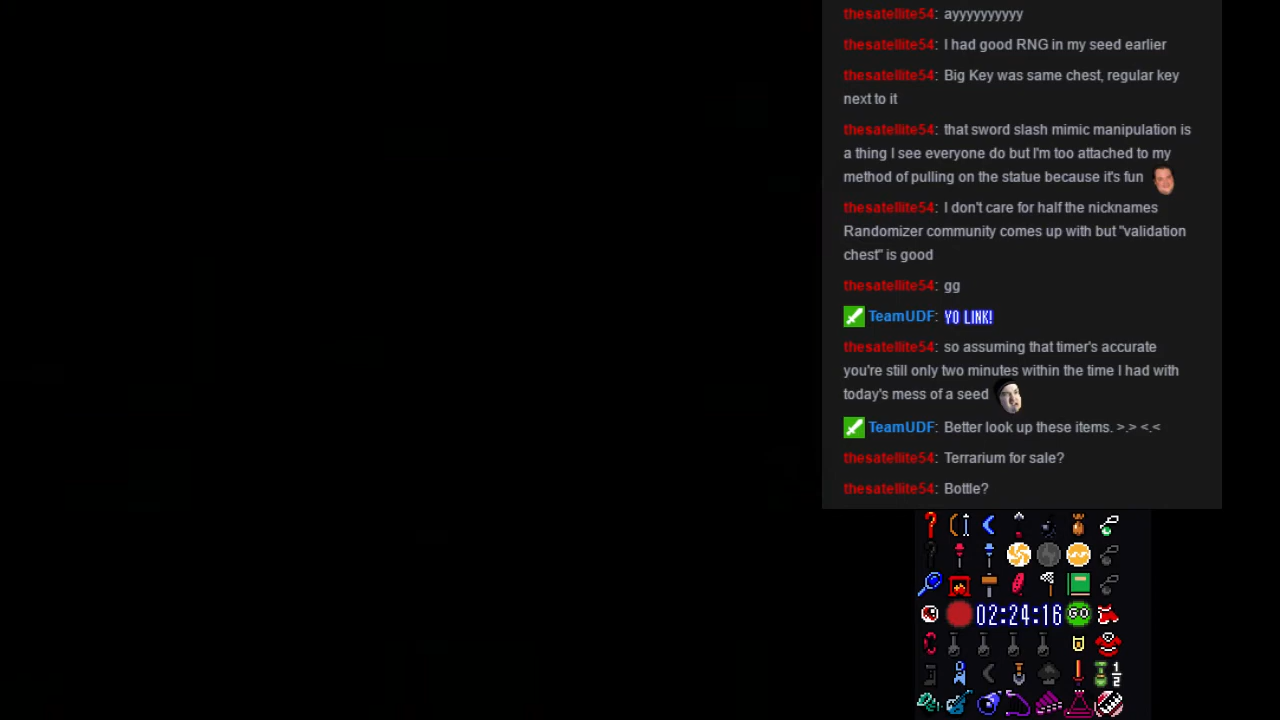 thesatellite54: ayyyyyyyyyy
thesatellite54: I had good RNG in my seed earlier
thesatellite54: Big Key was same chest, regular key
next to it
thesatellite54: that sword slash mimic manipulation is
a thing I see everyone do but I'm too attached to my
method of pulling on the statue because it's fun
thesatellite54: I don't care for half the nicknames
Randomizer community comes up with but "validation
chest" is good
thesatellite54: gg
TeamUDF: YO LINK!
thesatellite54: so assuming that timer's accurate
you're still only two minutes within the time I had with
today's mess of a seed
TeamUDF: Better look up these items. >.> <.<
thesatellite54: Terrarium for sale?
thesatellite54: Bottle?
02:24:16 GO
1/2